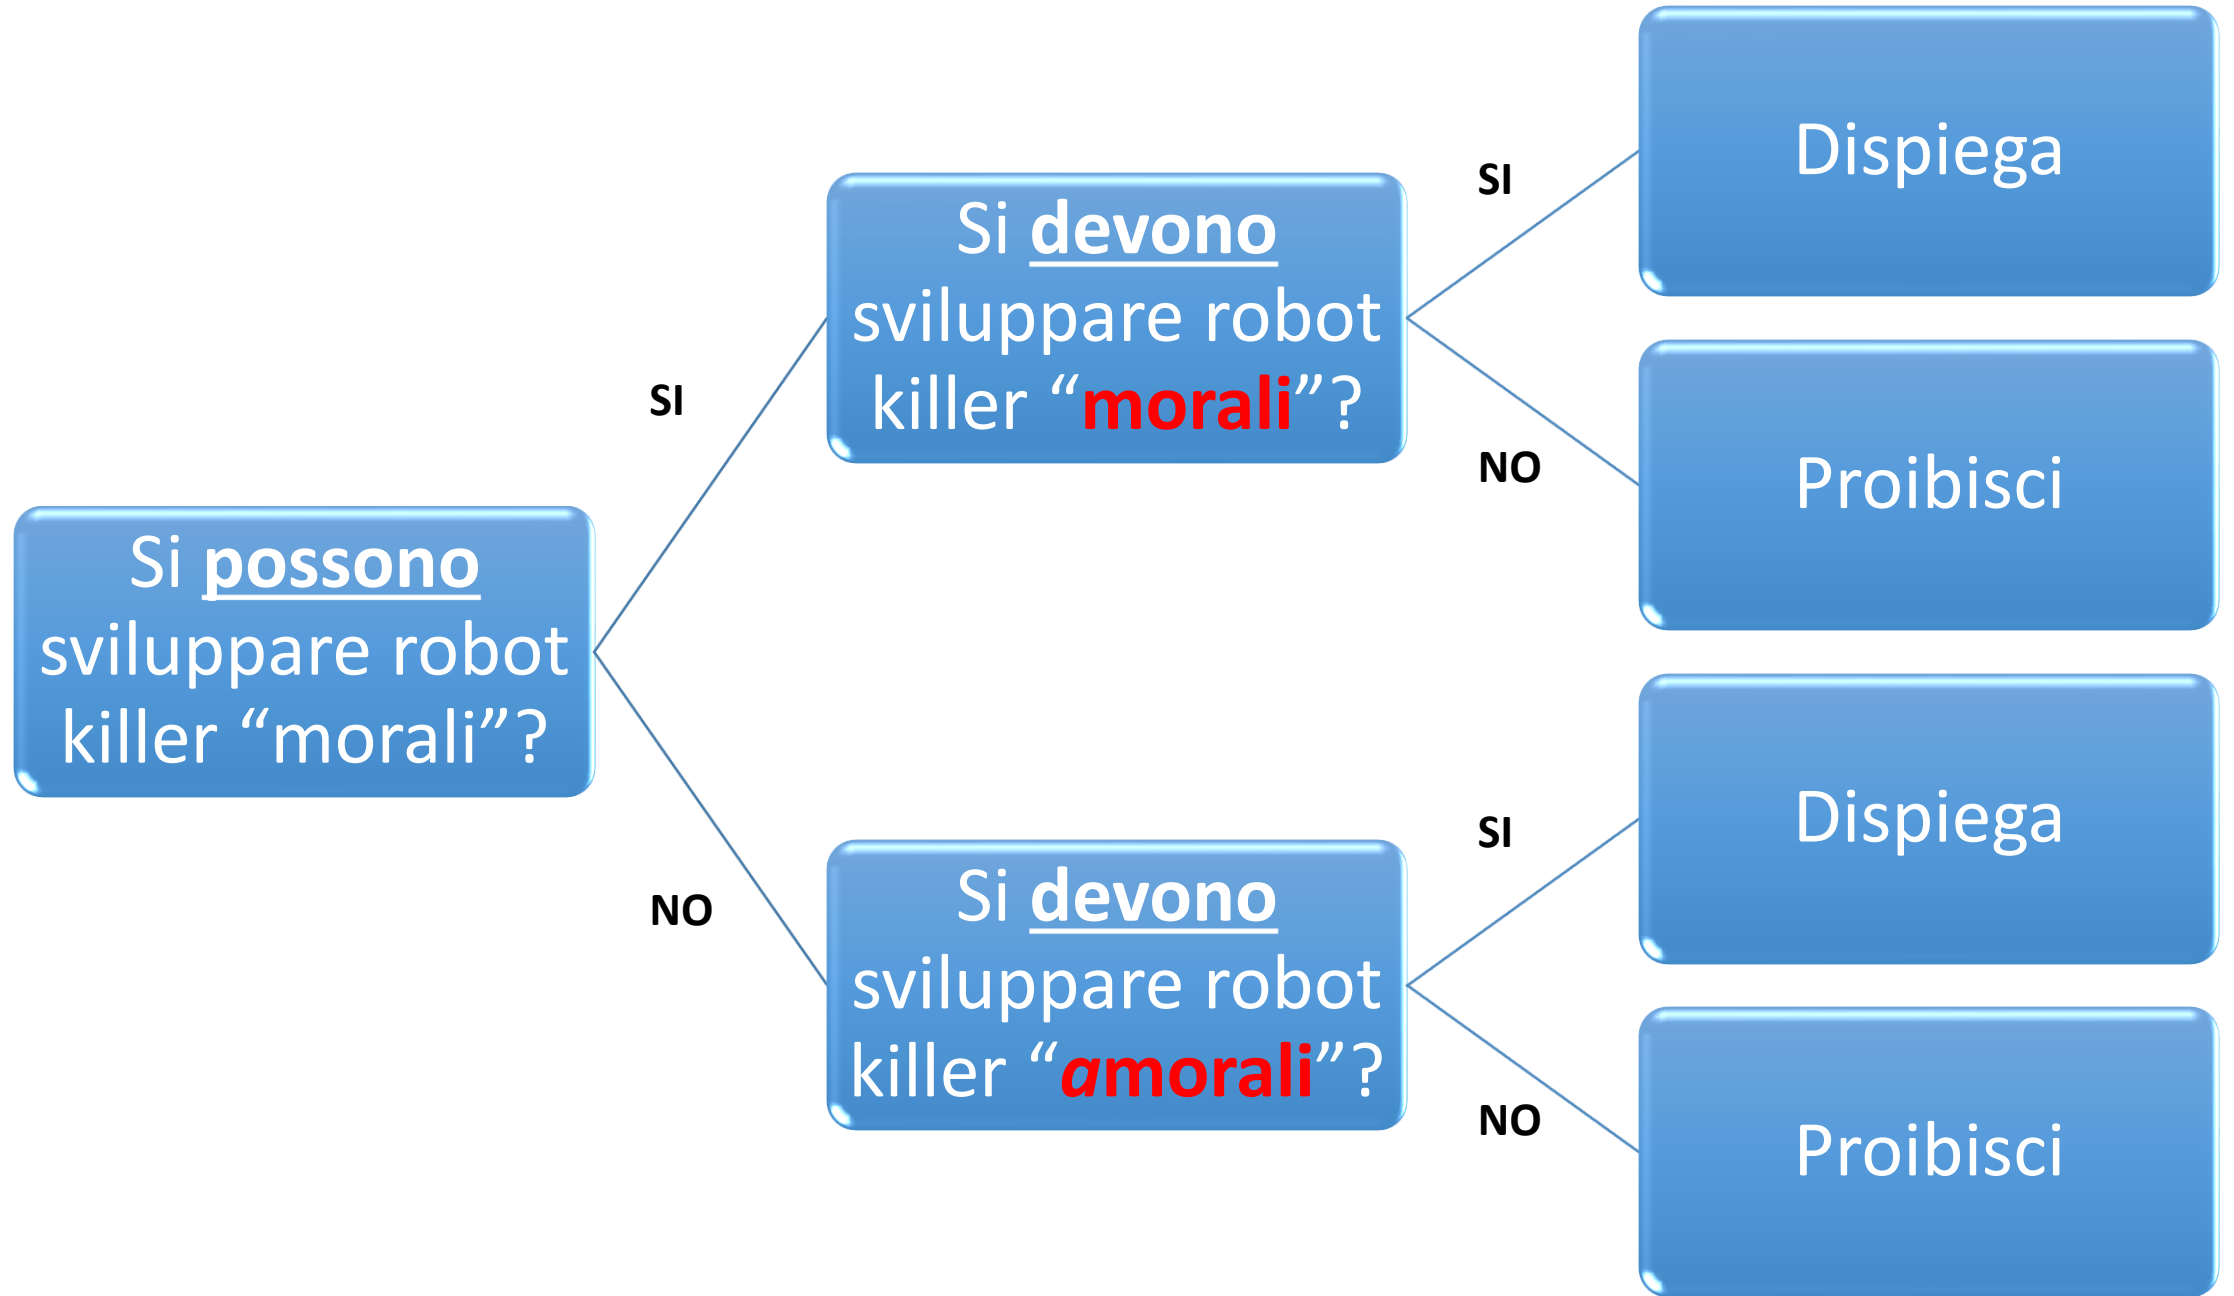 Si possono
sviluppare robot
killer “morali”?
SI
NO
Si devono
sviluppare robot
killer “morali”?
SI
NO
Dispiega
Proibisci
Si devono
sviluppare robot
killer “amorali”?
SI
NO
Dispiega
Proibisci